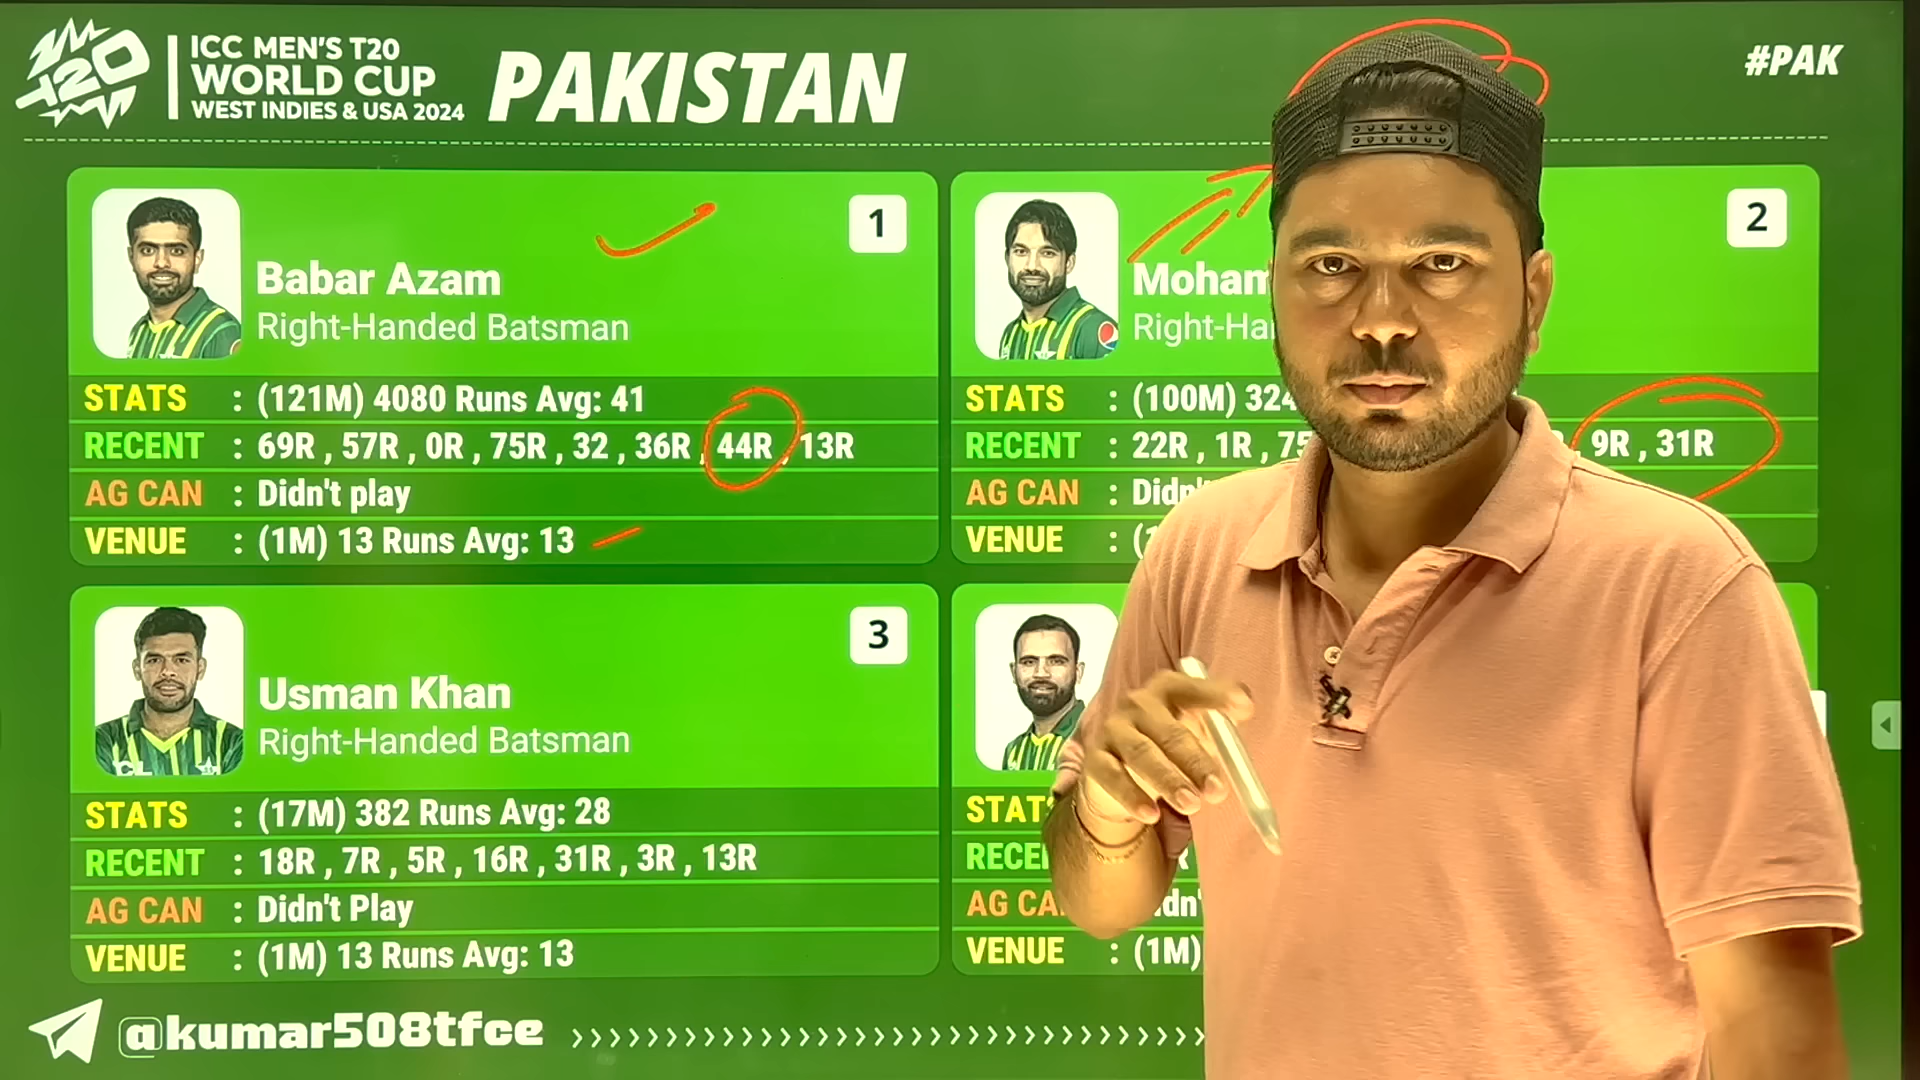 T20
ICC MEN'S T20
WORLD CUP
WEST INDIES & USA 2024
PAKISTAN
#PAK
1
Babar Azam
Right-Handed Batsman
STATS : (121M) 4080 Runs Avg: 41
RECENT : 69R , 57R , 0R , 75R , 32 , 36R , 44R , 13R
AG CAN : Didn't play
VENUE : (1M) 13 Runs Avg: 13
2
STATS : (100M)
RECENT : 22R , 1R , 9R , 31R
AG CAN :
VENUE :
3
Usman Khan
Right-Handed Batsman
STATS : (17M) 382 Runs Avg: 28
RECENT : 18R , 7R , 5R , 16R , 31R , 3R , 13R
AG CAN : Didn't Play
VENUE : (1M) 13 Runs Avg: 13
VENUE : (1M)
@kumar508tfce